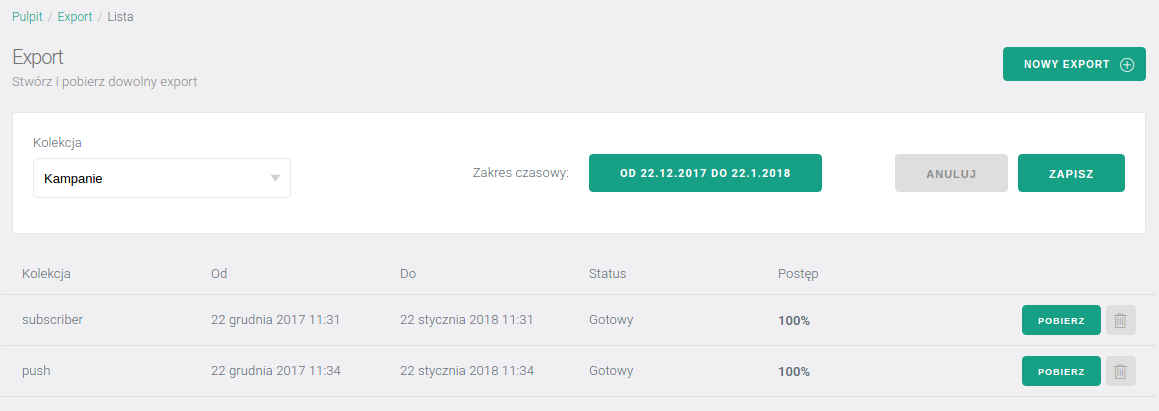 Pulpit / Export / Lista
Export
Stwórz i pobierz dowolny export
NOWY EXPORT
Kolekcja
Kampanie
Zakres czasowy:
OD 22.12.2017 DO 22.1.2018
ANULUJ
ZAPISZ
Kolekcja Od Do Status Postęp
subscriber 22 grudnia 2017 11:31 22 stycznia 2018 11:31 Gotowy 100% POBIERZ
push 22 grudnia 2017 11:34 22 stycznia 2018 11:34 Gotowy 100% POBIERZ